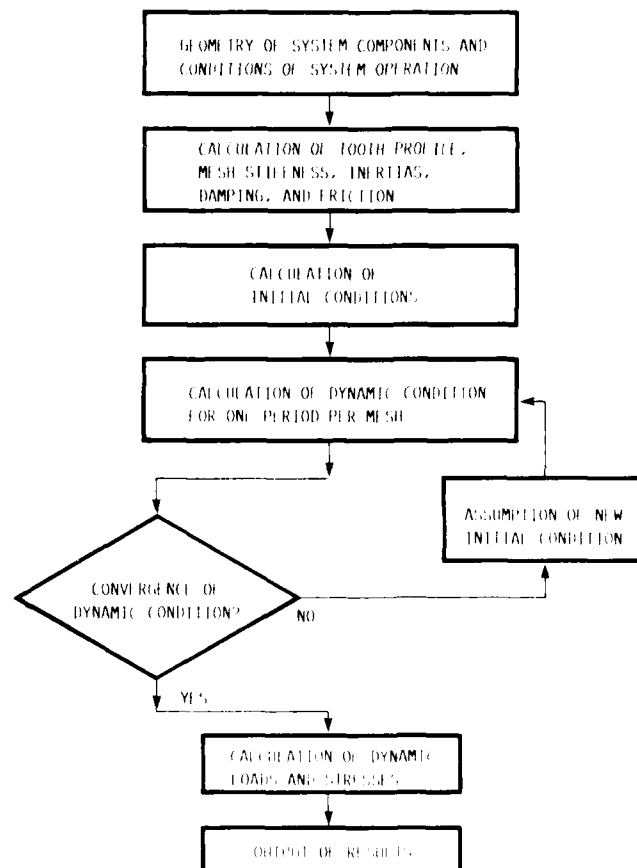 GEOMETRY OF SYSTEM COMPONENTS AND
CONDITIONS OF SYSTEM OPERATION
CALCULATION OF TOOTH PROFILE,
MESH STIFFNESS, INERTIAS,
DAMPING, AND FRICTION
CALCULATION OF
INITIAL CONDITIONS
CALCULATION OF DYNAMIC CONDITION
FOR ONE PERIOD PER MESH
ASSUMPTION OF NEW
INITIAL CONDITION
CONVERGENCE OF
DYNAMIC CONDITION?
NO
YES
CALCULATION OF DYNAMIC
LOADS AND STRESSES
OUTPUT OF RESULTS